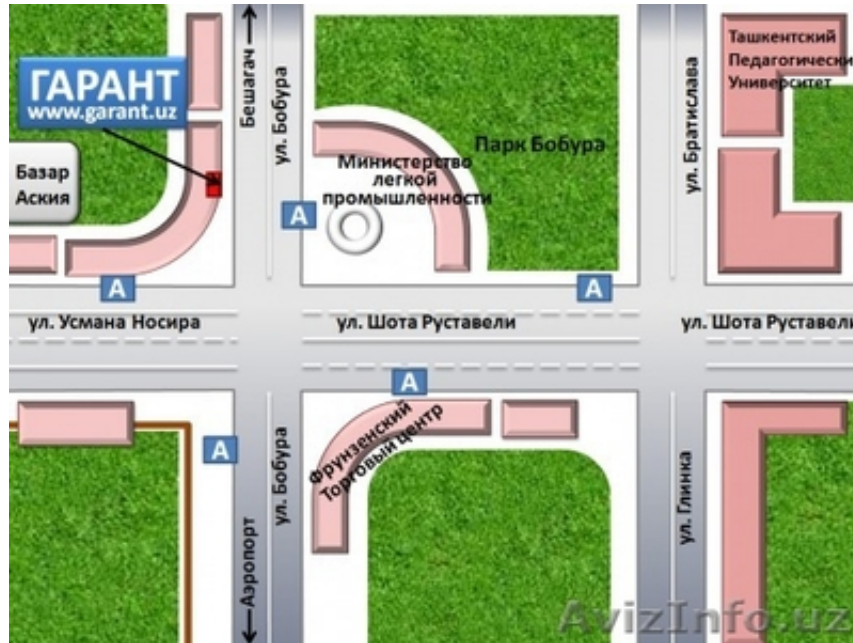 ГАРАНТ
www.garant.uz
Базар
Аския
Бешагач
ул. Бобура
Парк Бобура
Министерство
легкой
промышленности
А
А
А
ул. Братислава
Ташкентский
Педагогически
Университет
ул. Усмана Носира
ул. Шота Руставели
ул. Шота Руставели
А
А
Фрунзенский
Торговый центр
ул. Бобура
Аэропорт
ул. Глинка
AvizInfo.uz